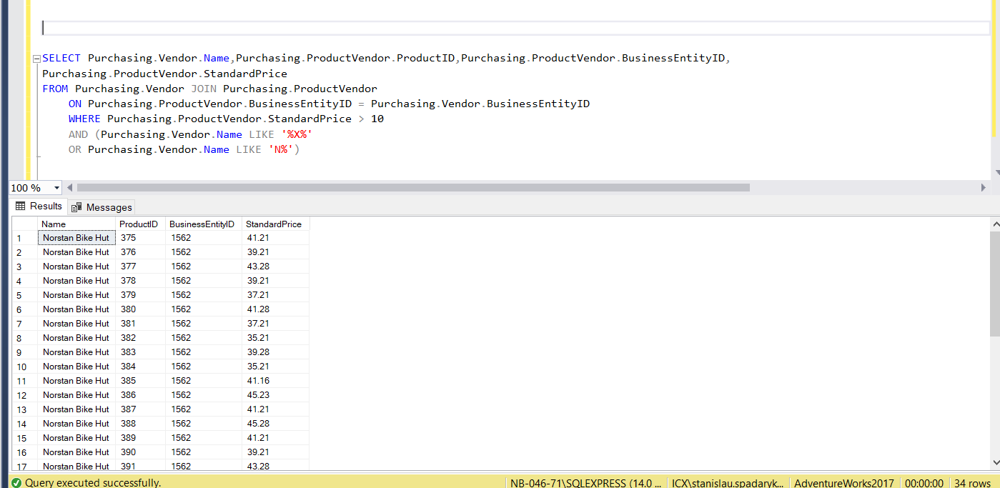 SELECT Purchasing.Vendor.Name,Purchasing.ProductVendor.ProductID,Purchasing.ProductVendor.BusinessEntityID,
Purchasing.ProductVendor.StandardPrice
FROM Purchasing.Vendor JOIN Purchasing.ProductVendor
ON Purchasing.ProductVendor.BusinessEntityID = Purchasing.Vendor.BusinessEntityID
WHERE Purchasing.ProductVendor.StandardPrice > 10
AND (Purchasing.Vendor.Name LIKE '%X%'
OR Purchasing.Vendor.Name LIKE 'N%')
100 %
Results Messages
Name ProductID BusinessEntityID StandardPrice
1 Norstan Bike Hut 375 1562 41.21
2 Norstan Bike Hut 376 1562 39.21
3 Norstan Bike Hut 377 1562 43.28
4 Norstan Bike Hut 378 1562 39.21
5 Norstan Bike Hut 379 1562 37.21
6 Norstan Bike Hut 380 1562 41.28
7 Norstan Bike Hut 381 1562 37.21
8 Norstan Bike Hut 382 1562 35.21
9 Norstan Bike Hut 383 1562 39.28
10 Norstan Bike Hut 384 1562 35.21
11 Norstan Bike Hut 385 1562 41.16
12 Norstan Bike Hut 386 1562 45.23
13 Norstan Bike Hut 387 1562 41.21
14 Norstan Bike Hut 388 1562 45.28
15 Norstan Bike Hut 389 1562 41.21
16 Norstan Bike Hut 390 1562 39.21
17 Norstan Bike Hut 391 1562 43.28
Query executed successfully. NB-046-71\SQLEXPRESS (14.0 ... ICX\stanislau.spadaryk... AdventureWorks2017 00:00:00 34 rows